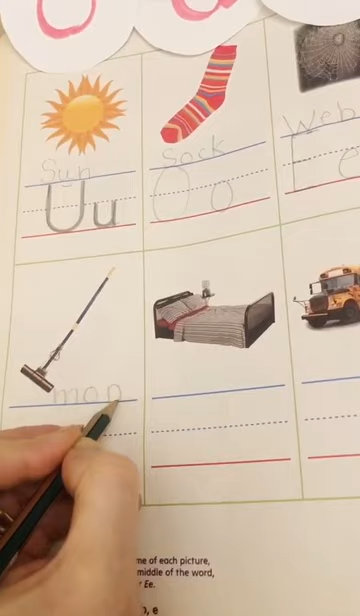 Sun
Sock
Web
Uu
Oo
E
mop
me of each picture,
middle of the word,
r Ee.
o, e